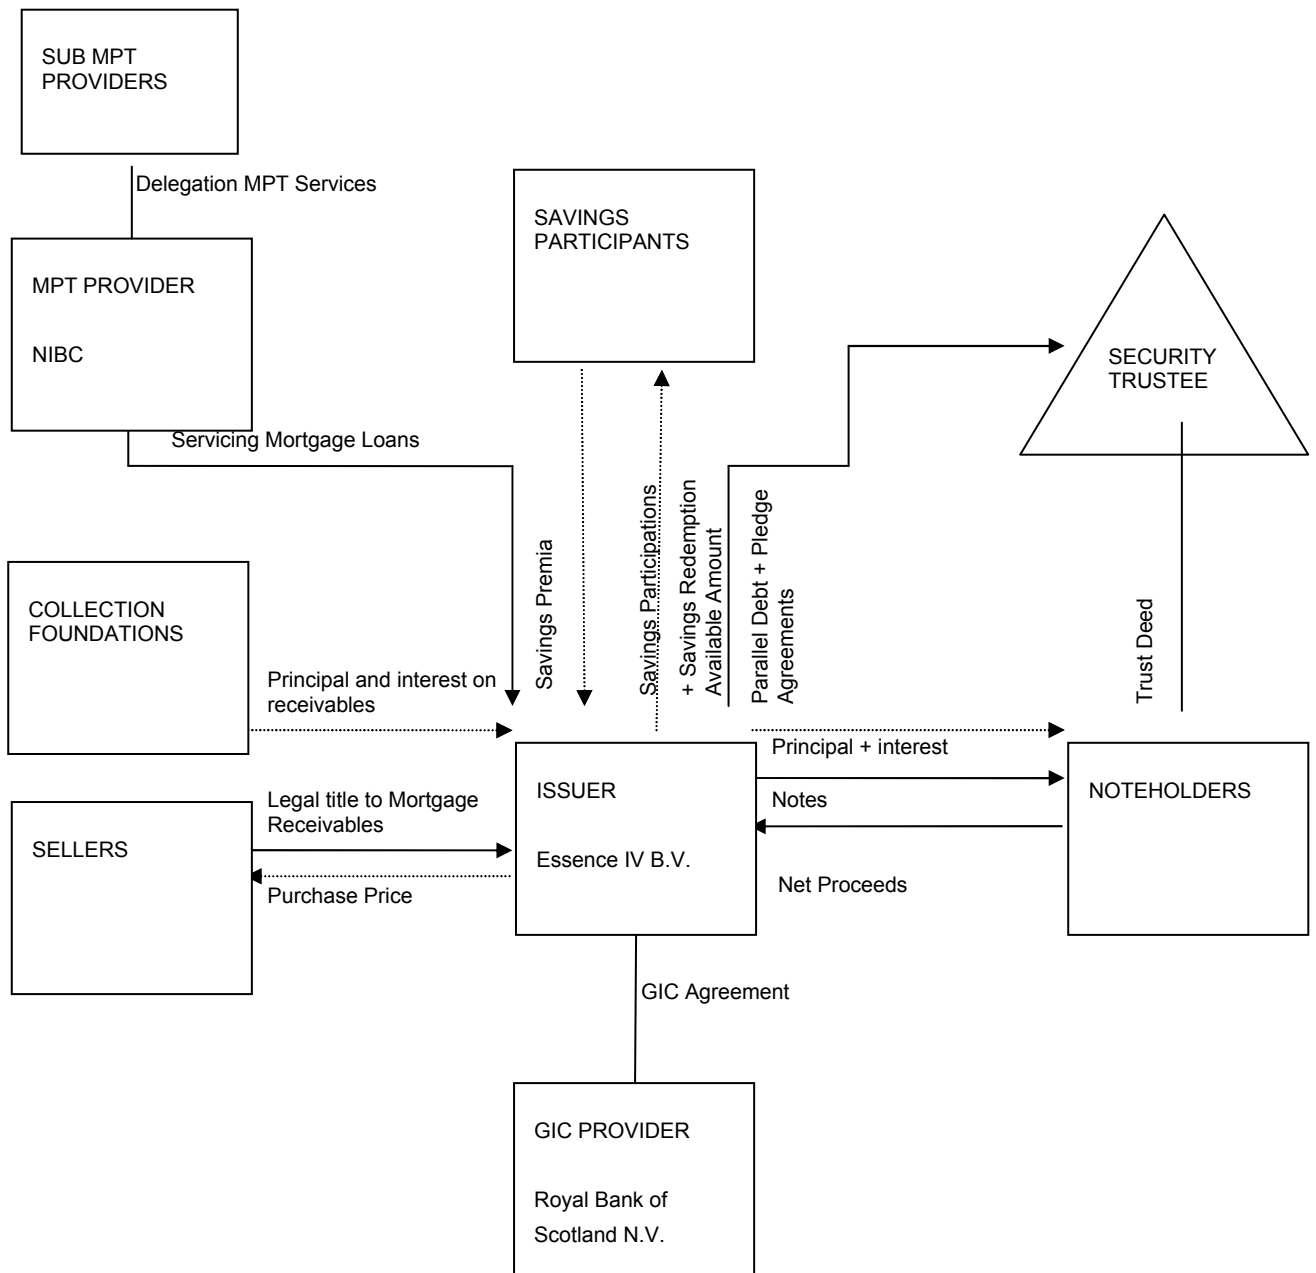 SUB MPT
PROVIDERS
Delegation MPT Services
SAVINGS
PARTICIPANTS
MPT PROVIDER
NIBC
SECURITY
TRUSTEE
Servicing Mortgage Loans
Savings Premia
Savings Participations
+ Savings Redemption
Available Amount
Parallel Debt + Pledge
Agreements
Trust Deed
COLLECTION
FOUNDATIONS
Principal and interest on
receivables
Principal + interest
ISSUER
Essence IV B.V.
Notes
NOTEHOLDERS
Legal title to Mortgage
Receivables
SELLERS
Purchase Price
Net Proceeds
GIC Agreement
GIC PROVIDER
Royal Bank of
Scotland N.V.